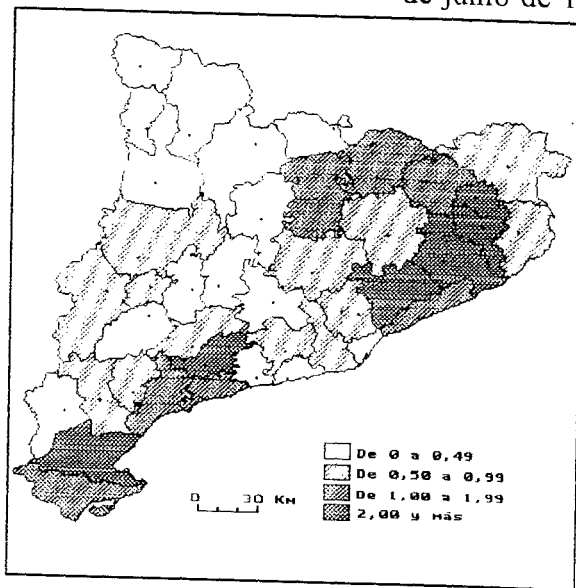 de junio de 1
De 0 a 0,49
De 0,50 a 0,99
De 1,00 a 1,99
2,00 y más
0 30 Km